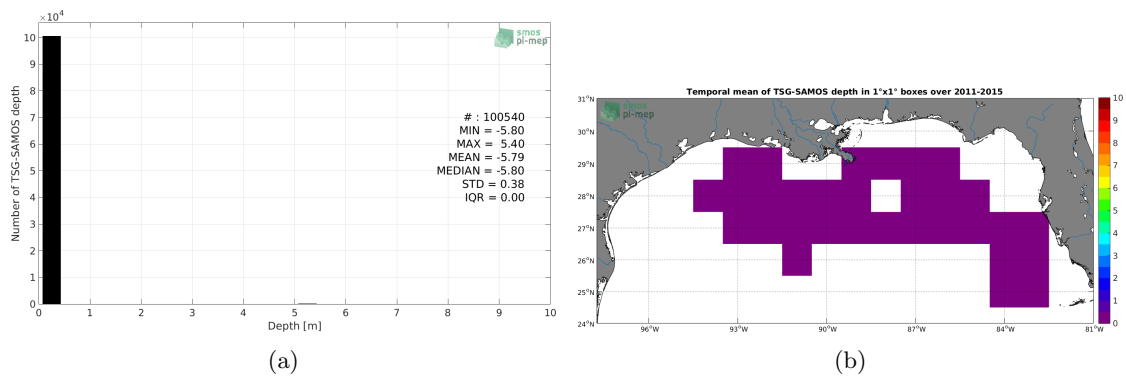 ×10⁴
10
9
8
7
6
5
4
3
2
1
0
Number of TSG-SAMOS depth
smos
pi-mep
# : 100540
MIN = -5.80
MAX = 5.40
MEAN = -5.79
MEDIAN = -5.80
STD = 0.38
IQR = 0.00
0 1 2 3 4 5 6 7 8 9 10
Depth [m]
(a)
Temporal mean of TSG-SAMOS depth in 1°x1° boxes over 2011-2015
smos
pi-mep
31°N
30°N
29°N
28°N
27°N
26°N
25°N
24°N
96°W 93°W 90°W 87°W 84°W 81°W
10
9
8
7
6
5
4
3
2
1
0
(b)